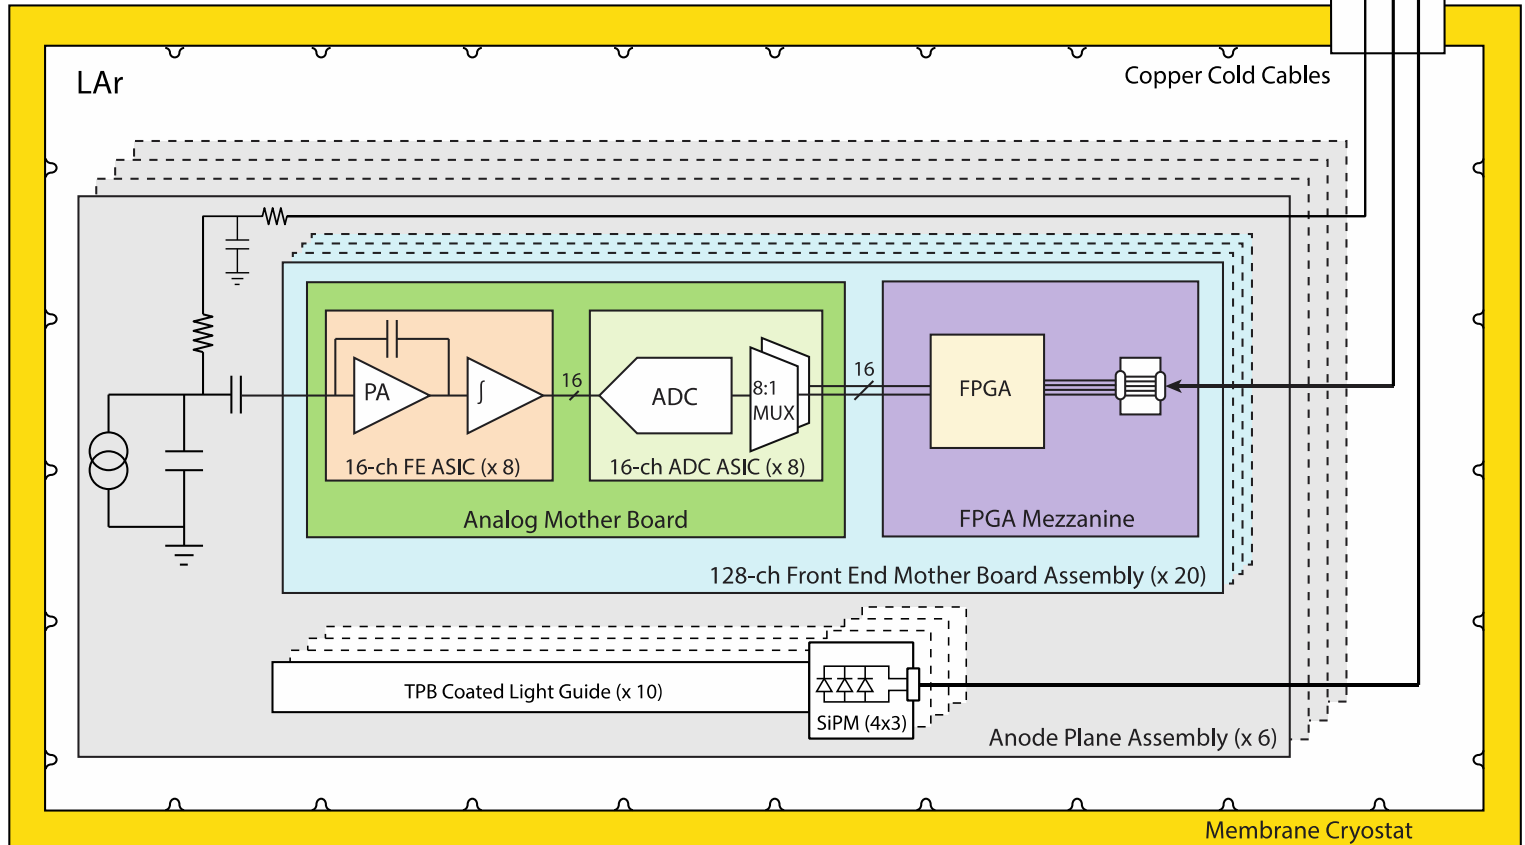 LAr
Copper Cold Cables
PA
∫
16
ADC
8:1
MUX
16
FPGA
16-ch FE ASIC (x 8)
16-ch ADC ASIC (x 8)
Analog Mother Board
FPGA Mezzanine
128-ch Front End Mother Board Assembly (x 20)
TPB Coated Light Guide (x 10)
SiPM (4x3)
Anode Plane Assembly (x 6)
Membrane Cryostat